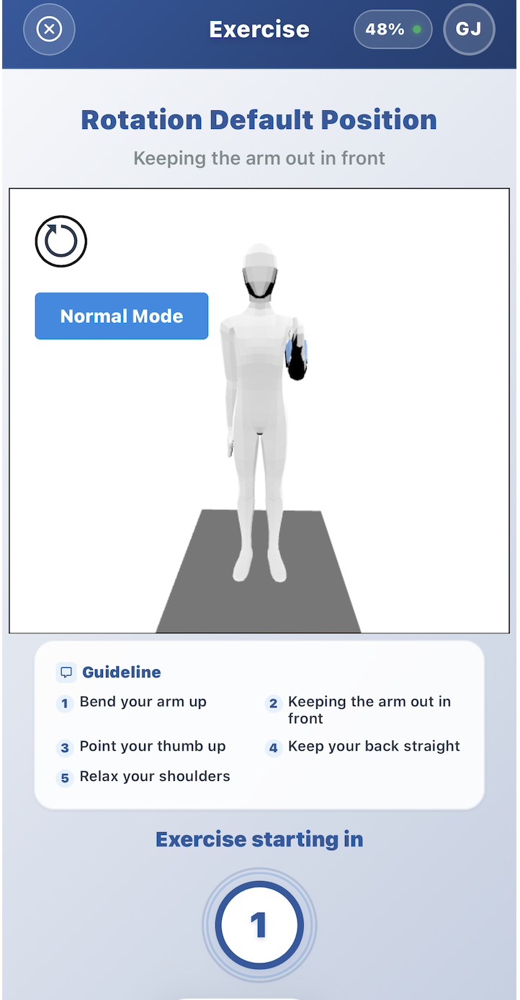 Exercise
48%
GJ
Rotation Default Position
Keeping the arm out in front
Normal Mode
Guideline
1 Bend your arm up
2 Keeping the arm out in
front
3 Point your thumb up
4 Keep your back straight
5 Relax your shoulders
Exercise starting in
1